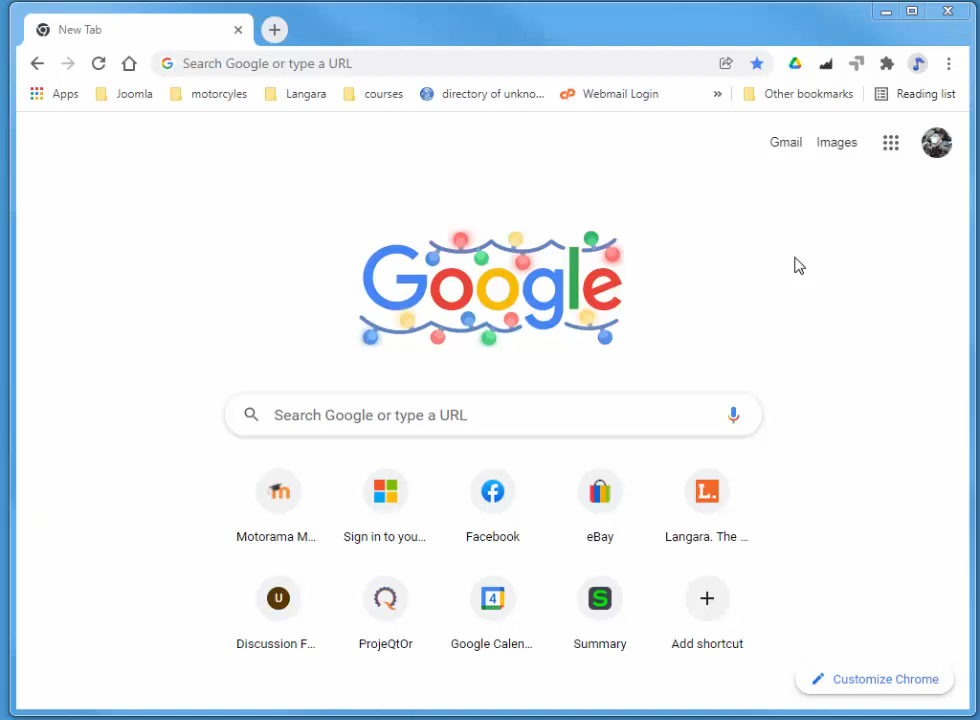 New Tab
Search Google or type a URL
Apps Joomla motorcyles Langara courses directory of unkno... cP Webmail Login » Other bookmarks Reading list
Gmail Images
Google
Search Google or type a URL
m L.
Motorama M... Sign in to you... Facebook eBay Langara. The ...
U 4 S
Discussion F... ProjeQtOr Google Calen... Summary Add shortcut
Customize Chrome